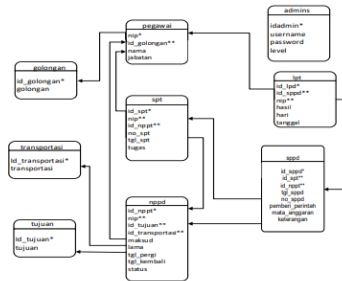 pegawai
nip*
id_golongan**
nama
jabatan
admins
idadmin*
username
password
level
golongan
id_golongan*
golongan
lpt
id_lpd*
id_sppd**
nip**
hasil
hari
tanggal
spt
id_spt*
nip**
id_nppt**
no_spt
tgl_spt
tugas
transportasi
Id_transportasi*
transportasi
sppd
id_sppd*
id_spt**
id_nppt**
tgl_sppd
no_sppd
pemberi_perintah
mata_anggaran
keterangan
nppd
id_nppt*
nip**
id_tujuan**
id_transportasi**
maksud
lama
tgl_pergi
tgl_kembali
status
tujuan
Id_tujuan*
tujuan